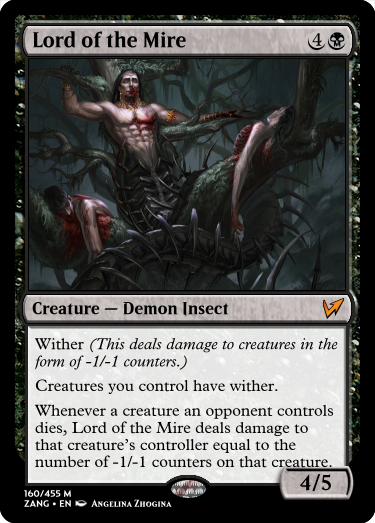 Lord of the Mire 4
Creature — Demon Insect
Wither (This deals damage to creatures in the
form of -1/-1 counters.)
Creatures you control have wither.
Whenever a creature an opponent controls
dies, Lord of the Mire deals damage to
that creature's controller equal to the
number of -1/-1 counters on that creature.
4/5
160/455 M
ZANG • EN Angelina Zhogina